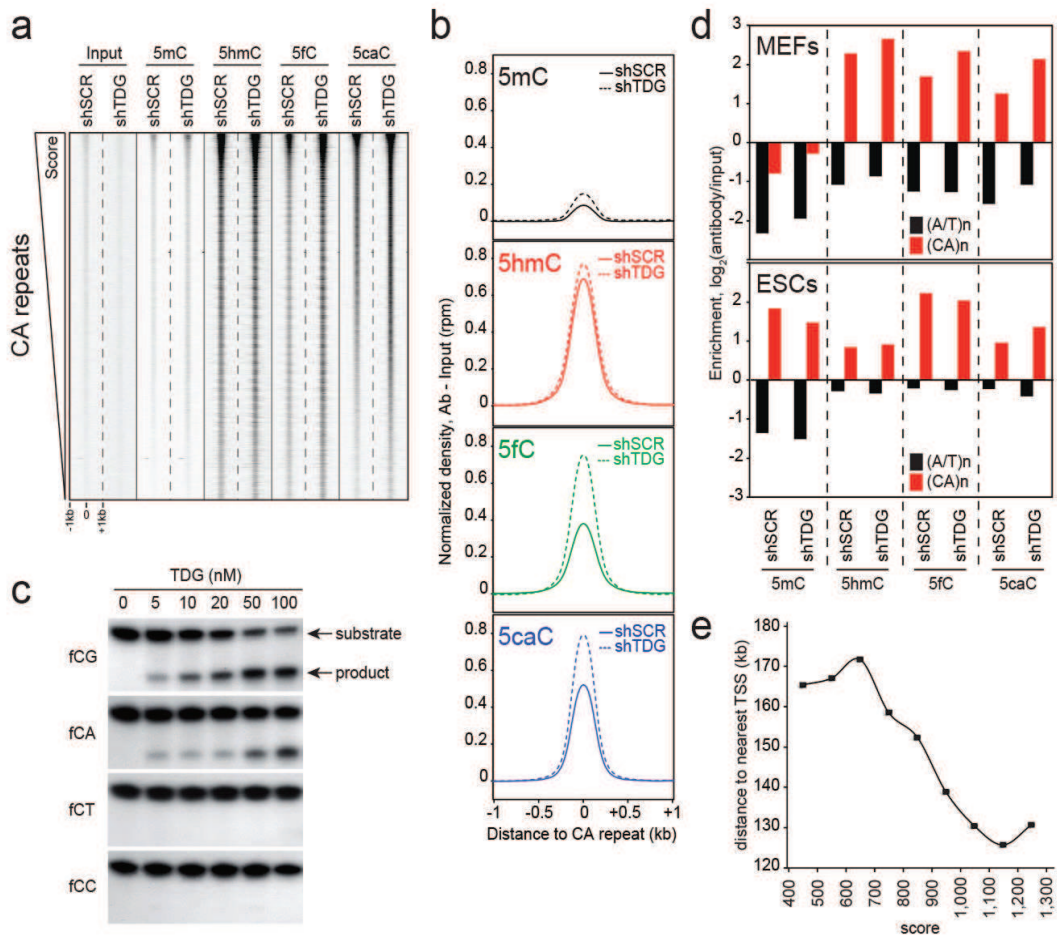 a
Input 5mC 5hmC 5fC 5caC
shSCR shTDG shSCR shTDG shSCR shTDG shSCR shTDG shSCR shTDG
Score
CA repeats
-1kb 0 +1kb
b
Normalized density, Ab - Input (rpm)
5mC
shSCR
shTDG
0.8
0.6
0.4
0.2
0
5hmC
shSCR
shTDG
0.8
0.6
0.4
0.2
0
5fC
shSCR
shTDG
0.8
0.6
0.4
0.2
0
5caC
shSCR
shTDG
0.8
0.6
0.4
0.2
0
-1 -0.5 0 +0.5 +1
Distance to CA repeat (kb)
c
TDG (nM)
0 5 10 20 50 100
fCG
substrate
product
fCA
fCT
fCC
d
Enrichment, log2(antibody/input)
MEFs
3
2
1
0
-1
-2
(A/T)n
(CA)n
ESCs
2
1
0
-1
-2
-3
(A/T)n
(CA)n
shSCR shTDG shSCR shTDG shSCR shTDG shSCR shTDG
5mC 5hmC 5fC 5caC
e
distance to nearest TSS (kb)
180
170
160
150
140
130
120
400 500 600 700 800 900 1,000 1,100 1,200 1,300
score